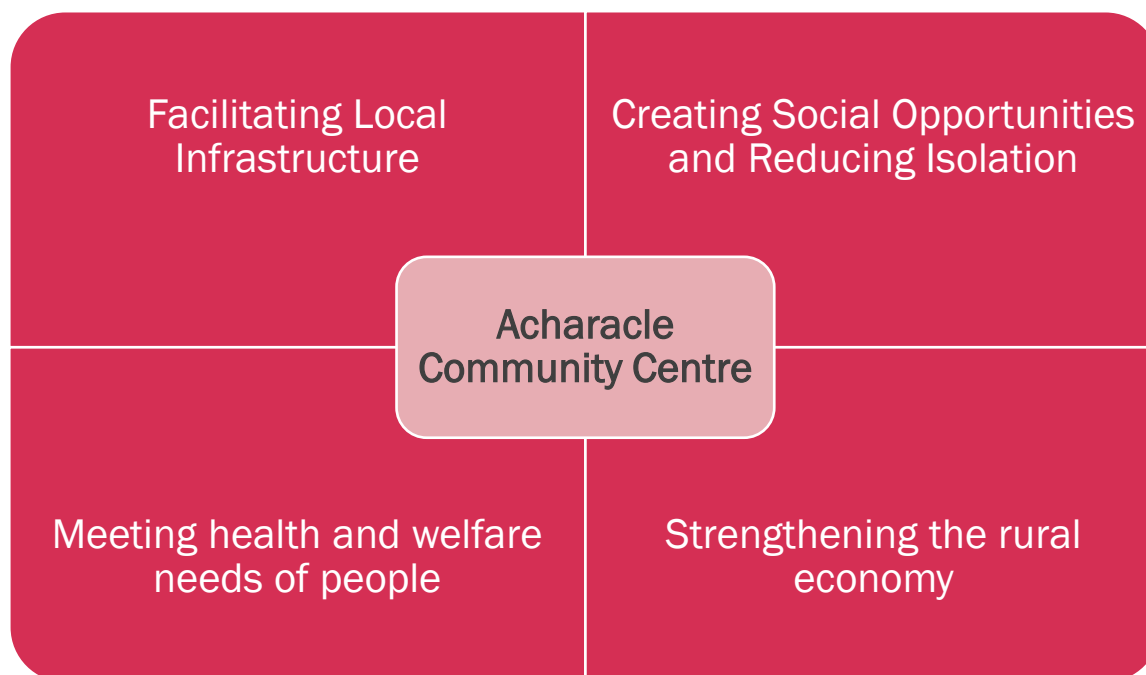 Facilitating Local
Infrastructure
Creating Social Opportunities
and Reducing Isolation
Acharacle
Community Centre
Meeting health and welfare
needs of people
Strengthening the rural
economy